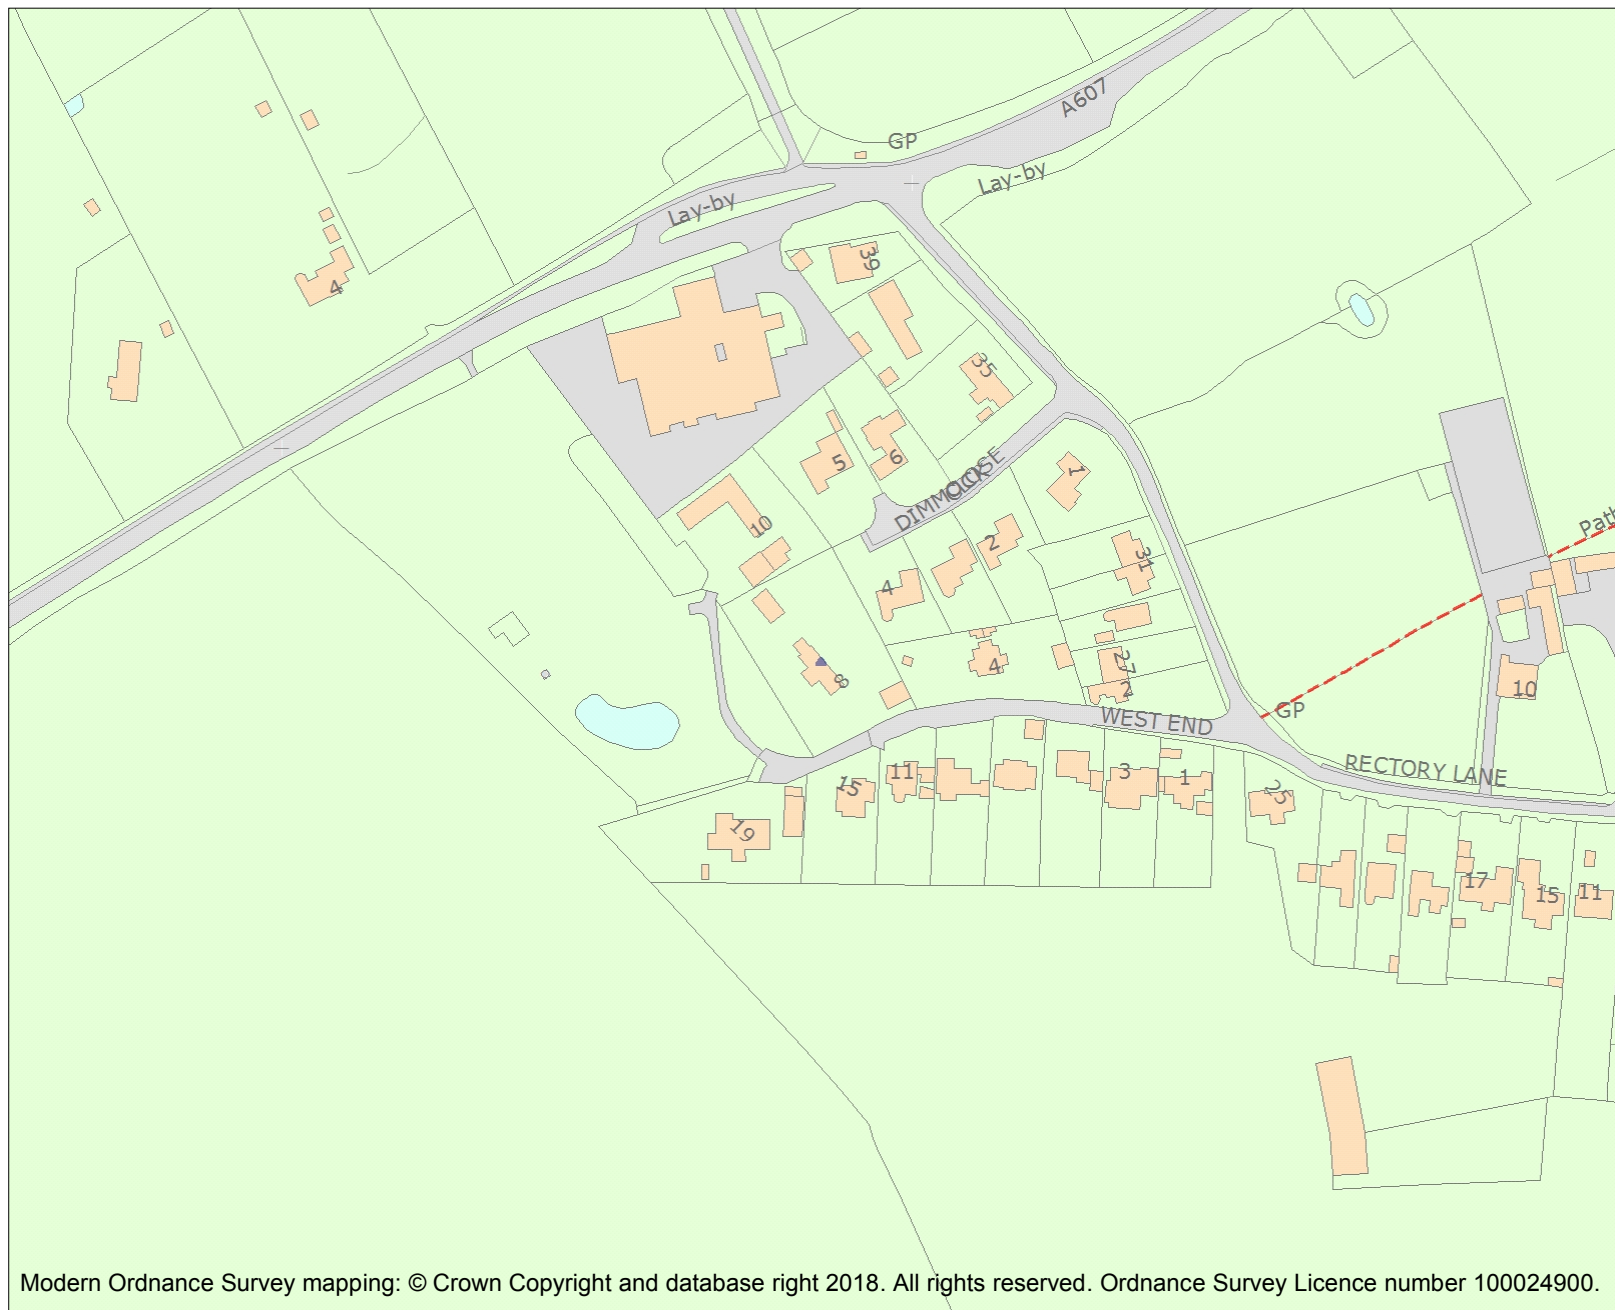 A607
GP
Lay-by
Lay-by
39
4
35
5
6
1
DIMMOCK
CLOSE
10
2
31
4
4
27
8
2
10
Path
GP
WEST END
RECTORY LANE
11
3
1
15
25
19
17
15
11
Modern Ordnance Survey mapping: © Crown Copyright and database right 2018. All rights reserved. Ordnance Survey Licence number 100024900.